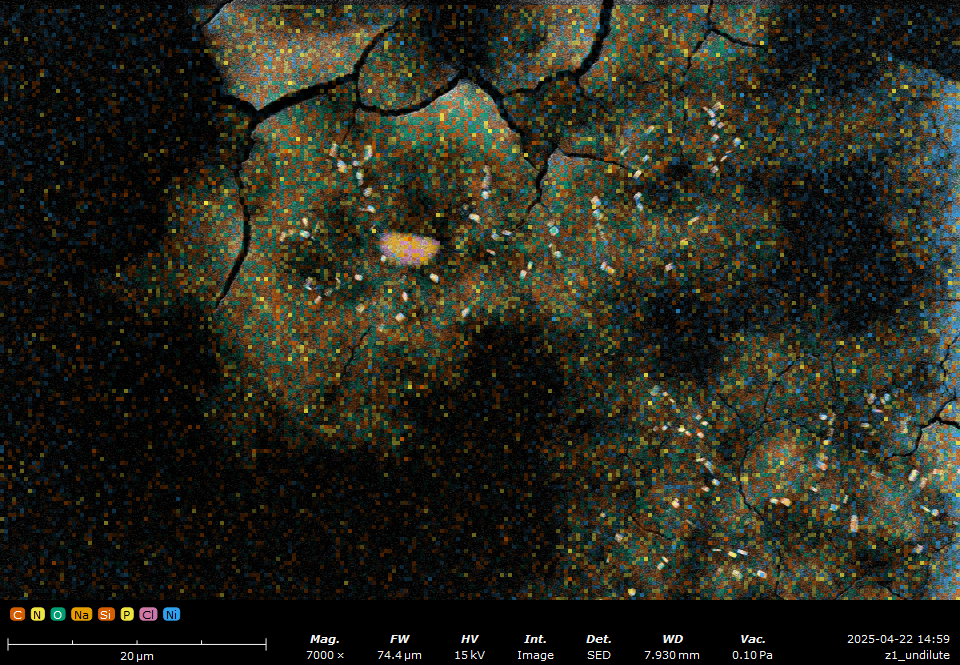 C N O Na Si P Cl Ni
20 µm
Mag. FW HV Int. Det. WD Vac. 2025-04-22 14:59
7000 × 74.4 µm 15 kV Image SED 7.930 mm 0.10 Pa z1_undilute